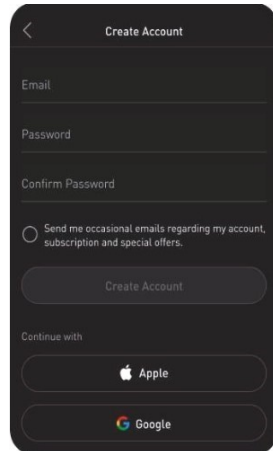 Create Account
Email
Password
Confirm Password
Send me occasional emails regarding my account,
subscription and special offers.
Create Account
Continue with
Apple
Google